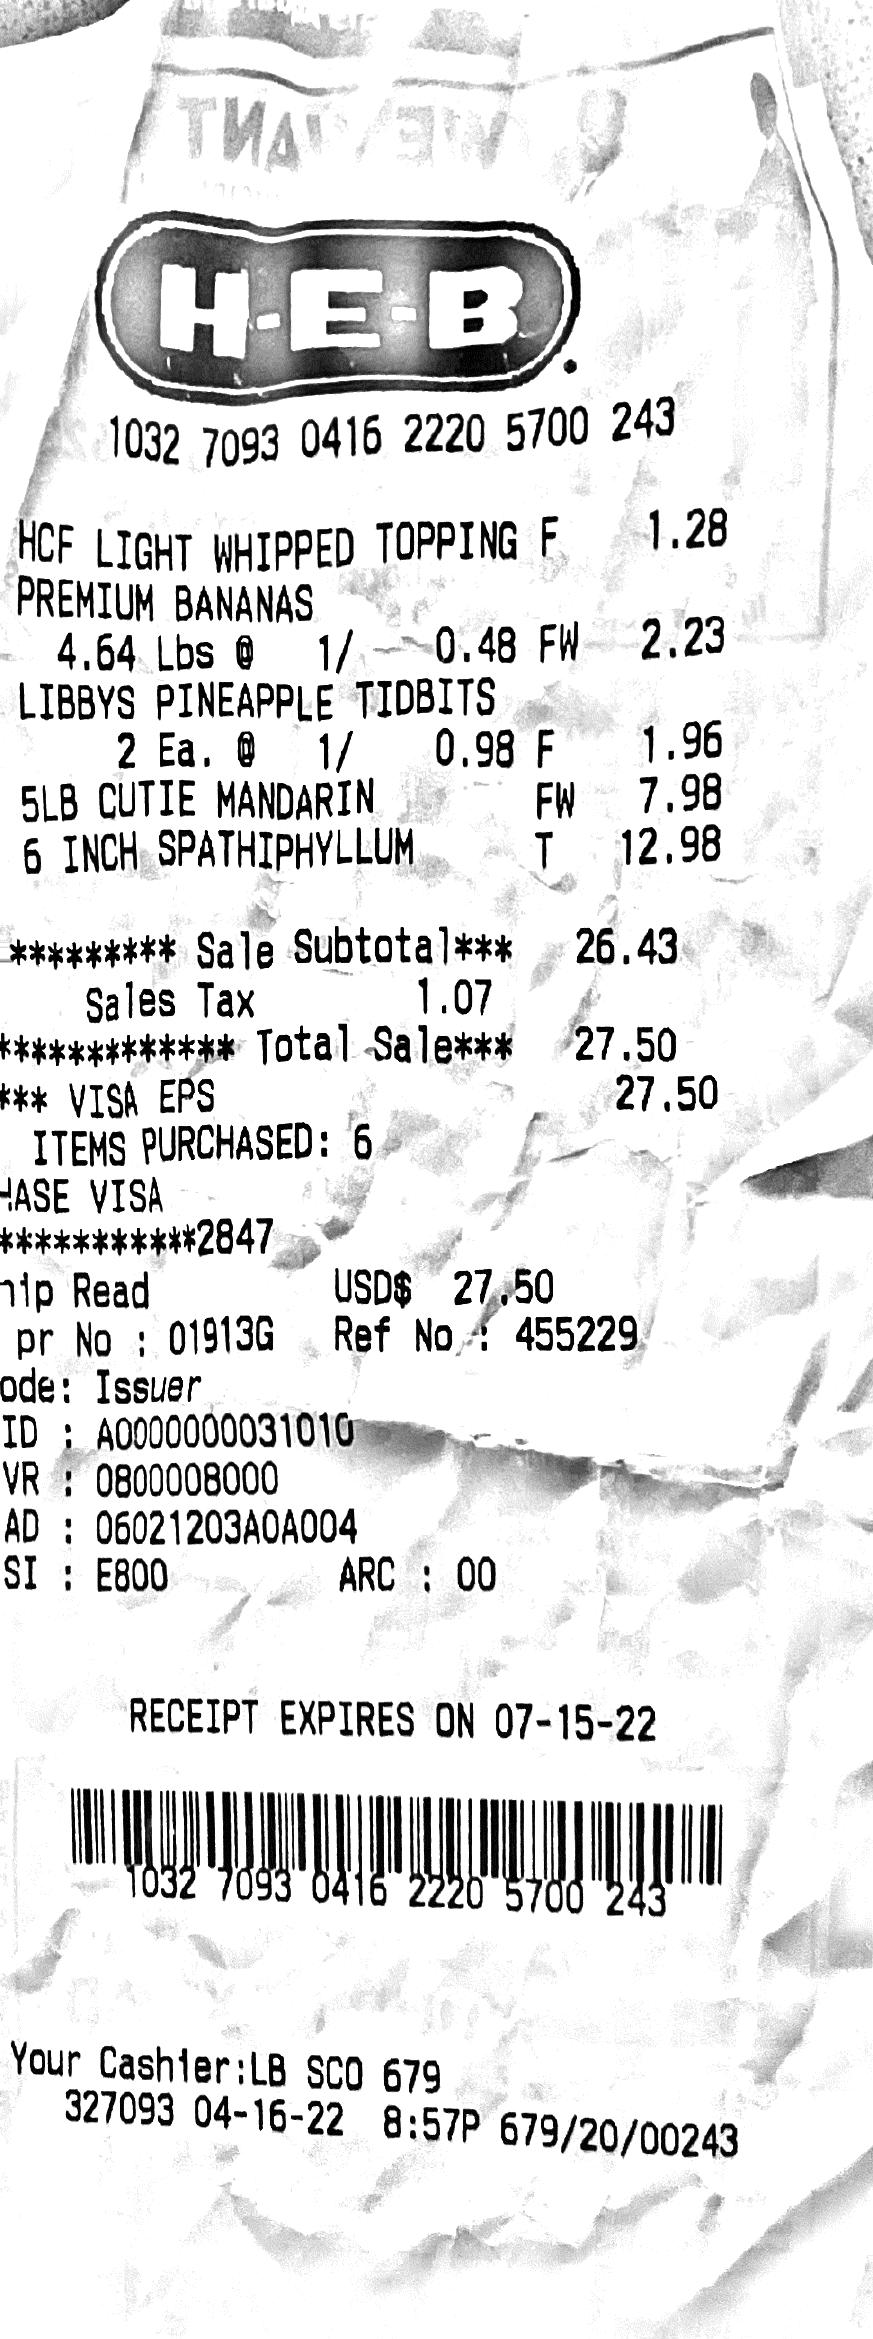 WE WANT
H-E-B
1032 7093 0416 2220 5700 243
HCF LIGHT WHIPPED TOPPING F 1.28
PREMIUM BANANAS
4.64 Lbs @ 1/ 0.48 FW 2.23
LIBBYS PINEAPPLE TIDBITS
2 Ea. @ 1/ 0.98 F 1.96
5LB CUTIE MANDARIN FW 7.98
6 INCH SPATHIPHYLLUM T 12.98
********* Sale Subtotal*** 26.43
Sales Tax 1.07
************* Total Sale*** 27.50
*** VISA EPS 27.50
ITEMS PURCHASED: 6
HASE VISA
***********2847
hip Read USD$ 27.50
pr No : 01913G Ref No : 455229
ode: Issuer
ID : A0000000031010
VR : 0800008000
AD : 06021203A0A004
SI : E800 ARC : 00
RECEIPT EXPIRES ON 07-15-22
1032 7093 0416 2220 5700 243
Your Cashier:LB SCO 679
327093 04-16-22 8:57P 679/20/00243